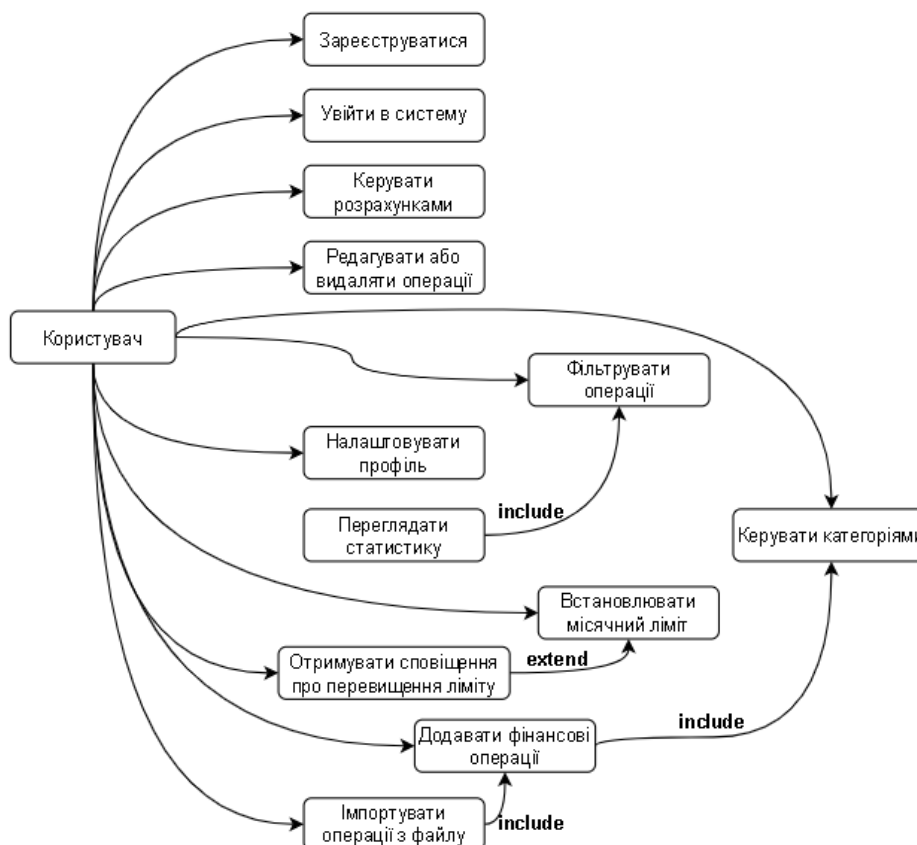 Зареєструватися
Увійти в систему
Керувати
розрахунками
Редагувати або
видаляти операції
Користувач
Фільтрувати
операції
Налаштовувати
профіль
include
Переглядати
статистику
Керувати категоріями
Встановлювати
місячний ліміт
Отримувати сповіщення
про перевищення ліміту
extend
Додавати фінансові
операції
include
Імпортувати
операції з файлу
include